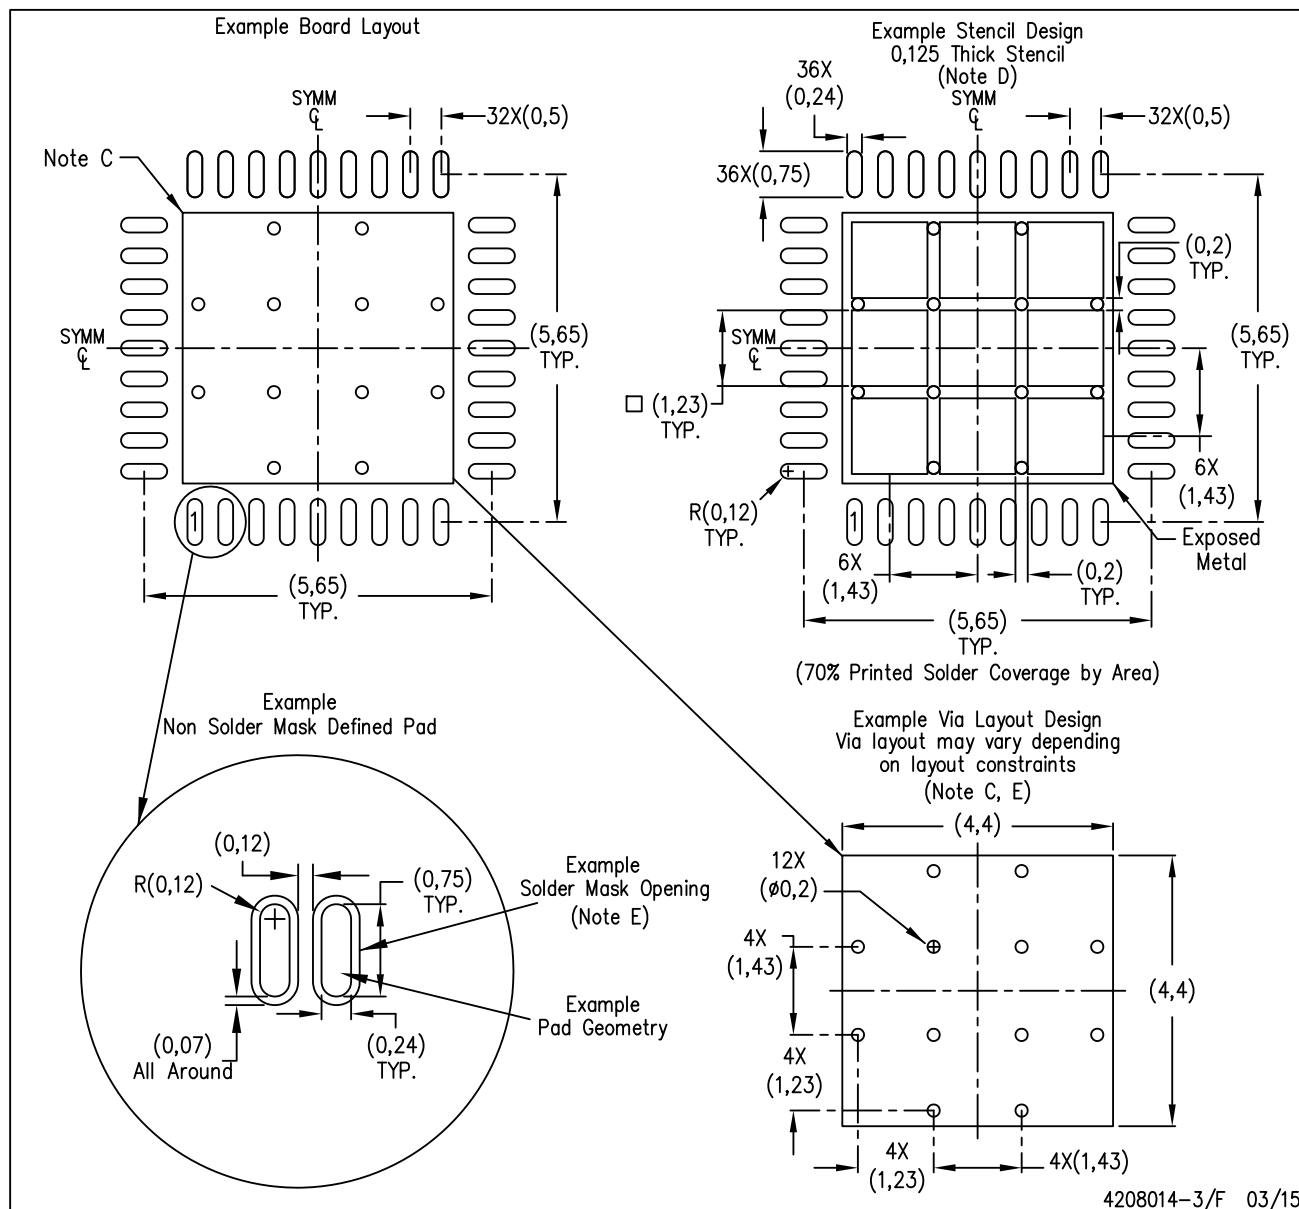 Example Board Layout
SYMM
℄
32X(0,5)
Note C
SYMM
℄
(5,65)
TYP.
1
(5,65)
TYP.
Example Stencil Design
0,125 Thick Stencil
(Note D)
36X
(0,24)
SYMM
℄
32X(0,5)
36X(0,75)
(0,2)
TYP.
SYMM
℄
(5,65)
TYP.
□ (1,23)
TYP.
6X
(1,43)
R(0,12)
TYP.
1
Exposed
Metal
6X
(1,43)
(0,2)
TYP.
(5,65)
TYP.
(70% Printed Solder Coverage by Area)
Example
Non Solder Mask Defined Pad
(0,12)
R(0,12)
(0,75)
TYP.
Example
Solder Mask Opening
(Note E)
Example
Pad Geometry
(0,07)
All Around
(0,24)
TYP.
Example Via Layout Design
Via layout may vary depending
on layout constraints
(Note C, E)
(4,4)
12X
(ø0,2)
4X
(1,43)
(4,4)
4X
(1,23)
4X
(1,23)
4X(1,43)
4208014-3/F 03/15